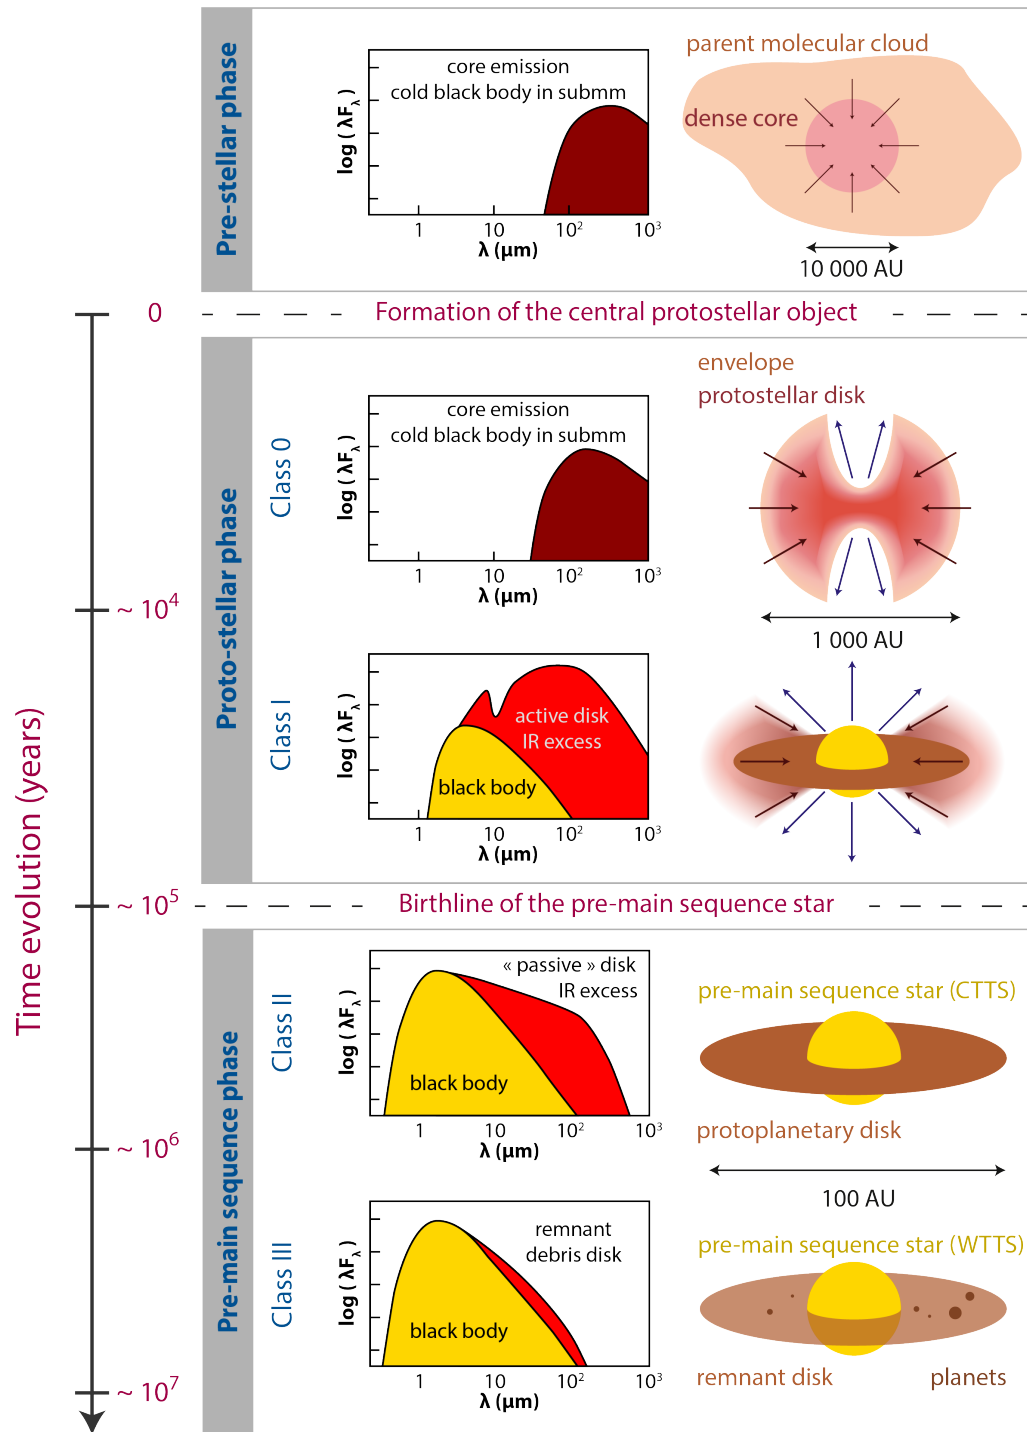 Time evolution (years)
0
~ 10⁴
~ 10⁵
~ 10⁶
~ 10⁷
Pre-stellar phase
core emission
cold black body in submm
log ( λF_λ )
1 10 10² 10³
λ (μm)
parent molecular cloud
dense core
10 000 AU
Formation of the central protostellar object
Proto-stellar phase
Class 0
core emission
cold black body in submm
log ( λF_λ )
1 10 10² 10³
λ (μm)
envelope
protostellar disk
1 000 AU
Class I
active disk
IR excess
black body
log ( λF_λ )
1 10 10² 10³
λ (μm)
Birthline of the pre-main sequence star
Pre-main sequence phase
Class II
« passive » disk
IR excess
black body
log ( λF_λ )
1 10 10² 10³
λ (μm)
pre-main sequence star (CTTS)
protoplanetary disk
100 AU
Class III
remnant
debris disk
black body
log ( λF_λ )
1 10 10² 10³
λ (μm)
pre-main sequence star (WTTS)
remnant disk planets